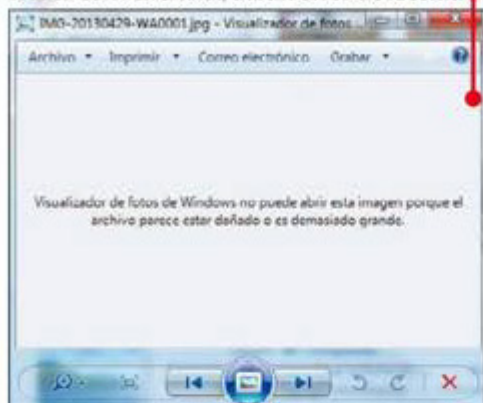 IMG-20130429-WA0001.jpg - Visualizador de fotos ...
Archivo Imprimir Correo electrónico Grabar
Visualizador de fotos de Windows no puede abrir esta imagen porque el
archivo parece estar dañado o es demasiado grande.